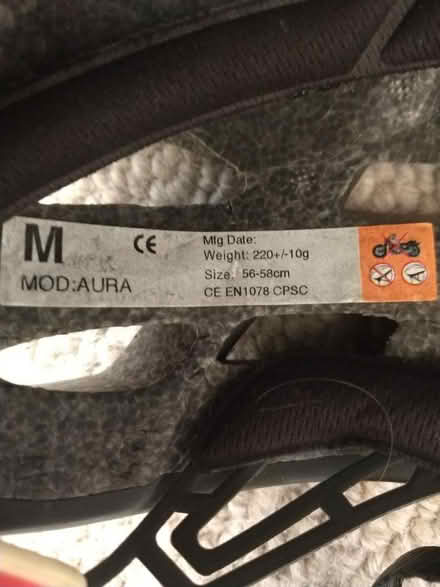 M
CE
MOD:AURA
Mfg Date:
Weight: 220+/-10g
Size: 56-58cm
CE EN1078 CPSC